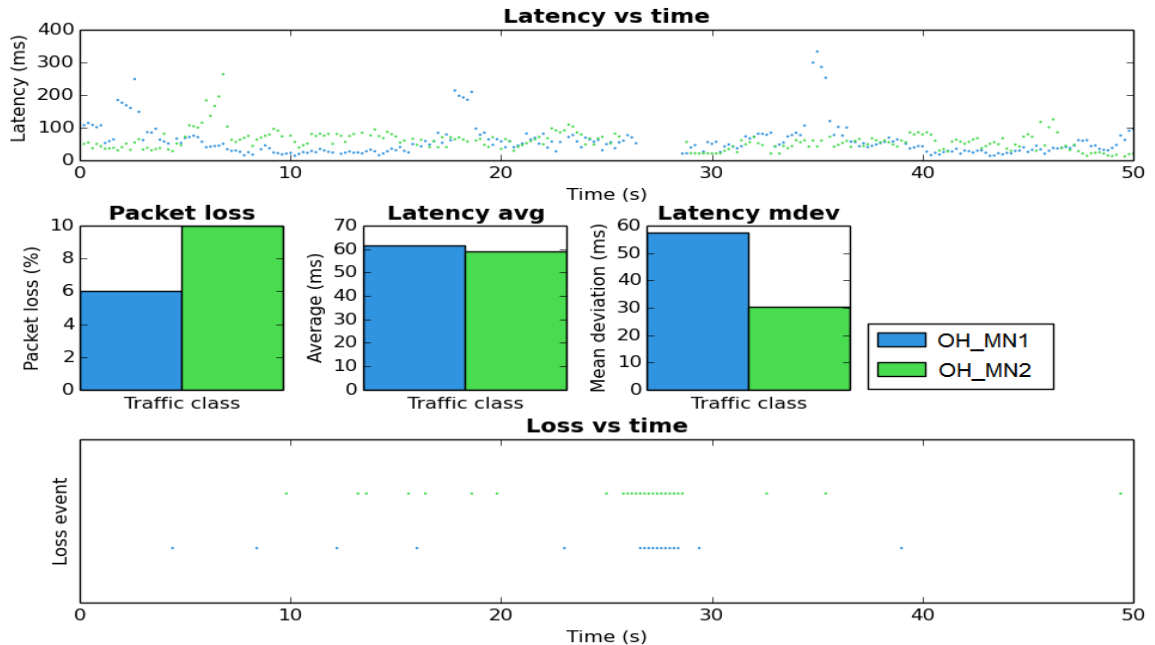 Latency vs time
Latency (ms)
400
300
200
100
0
0 10 20 30 40 50
Time (s)
Packet loss
Packet loss (%)
10
8
6
4
2
0
Traffic class
Latency avg
Average (ms)
70
60
50
40
30
20
10
0
Traffic class
Latency mdev
Mean deviation (ms)
60
50
40
30
20
10
0
Traffic class
OH_MN1
OH_MN2
Loss vs time
Loss event
0 10 20 30 40 50
Time (s)